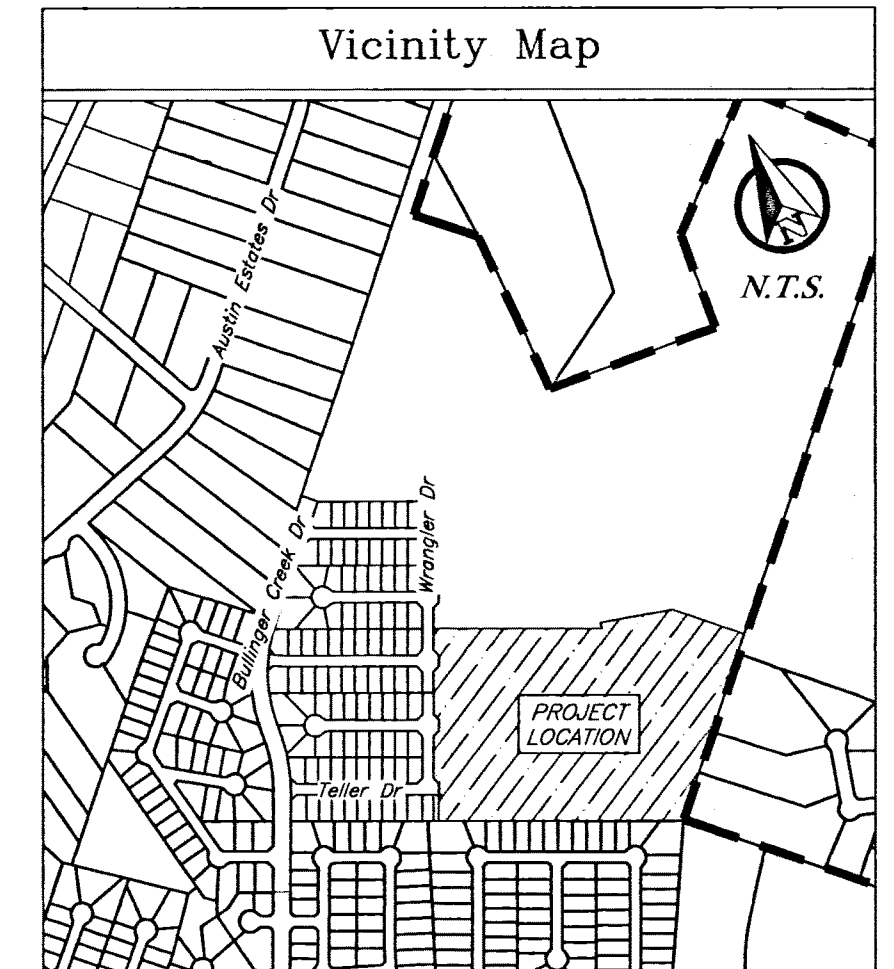 Vicinity Map
N
N.T.S.
Austin Estates Dr
Bullinger Creek Dr
Wrangler Dr
PROJECT
LOCATION
Teller Dr